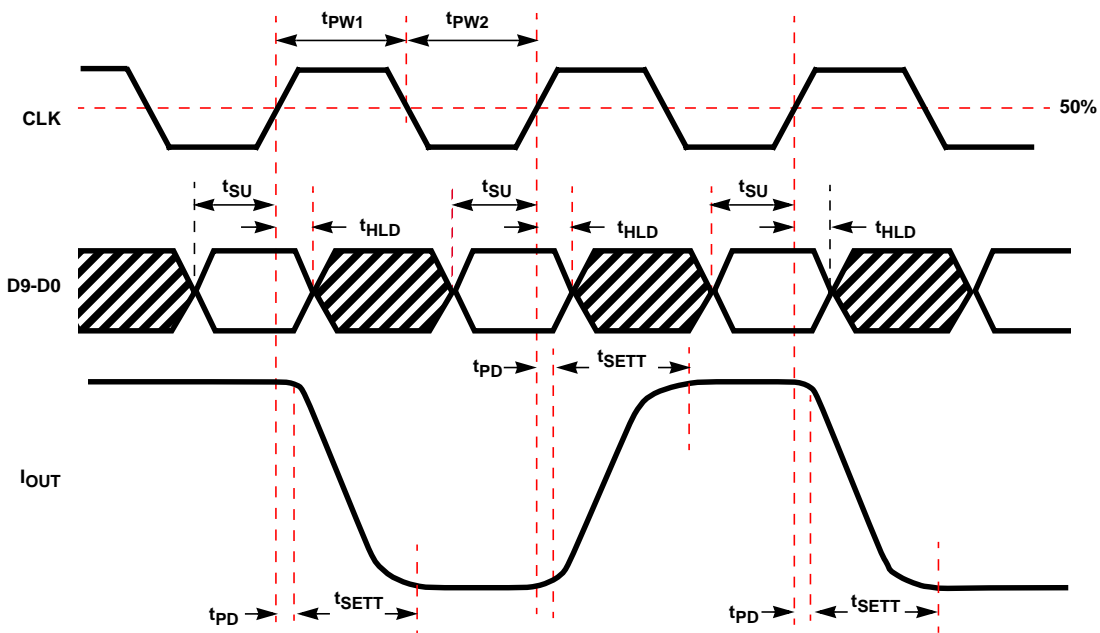 tPW1 tPW2
CLK 50%
tSU tSU tSU
tHLD tHLD tHLD
D9-D0
tPD tSETT
IOUT
tPD tSETT tPD tSETT